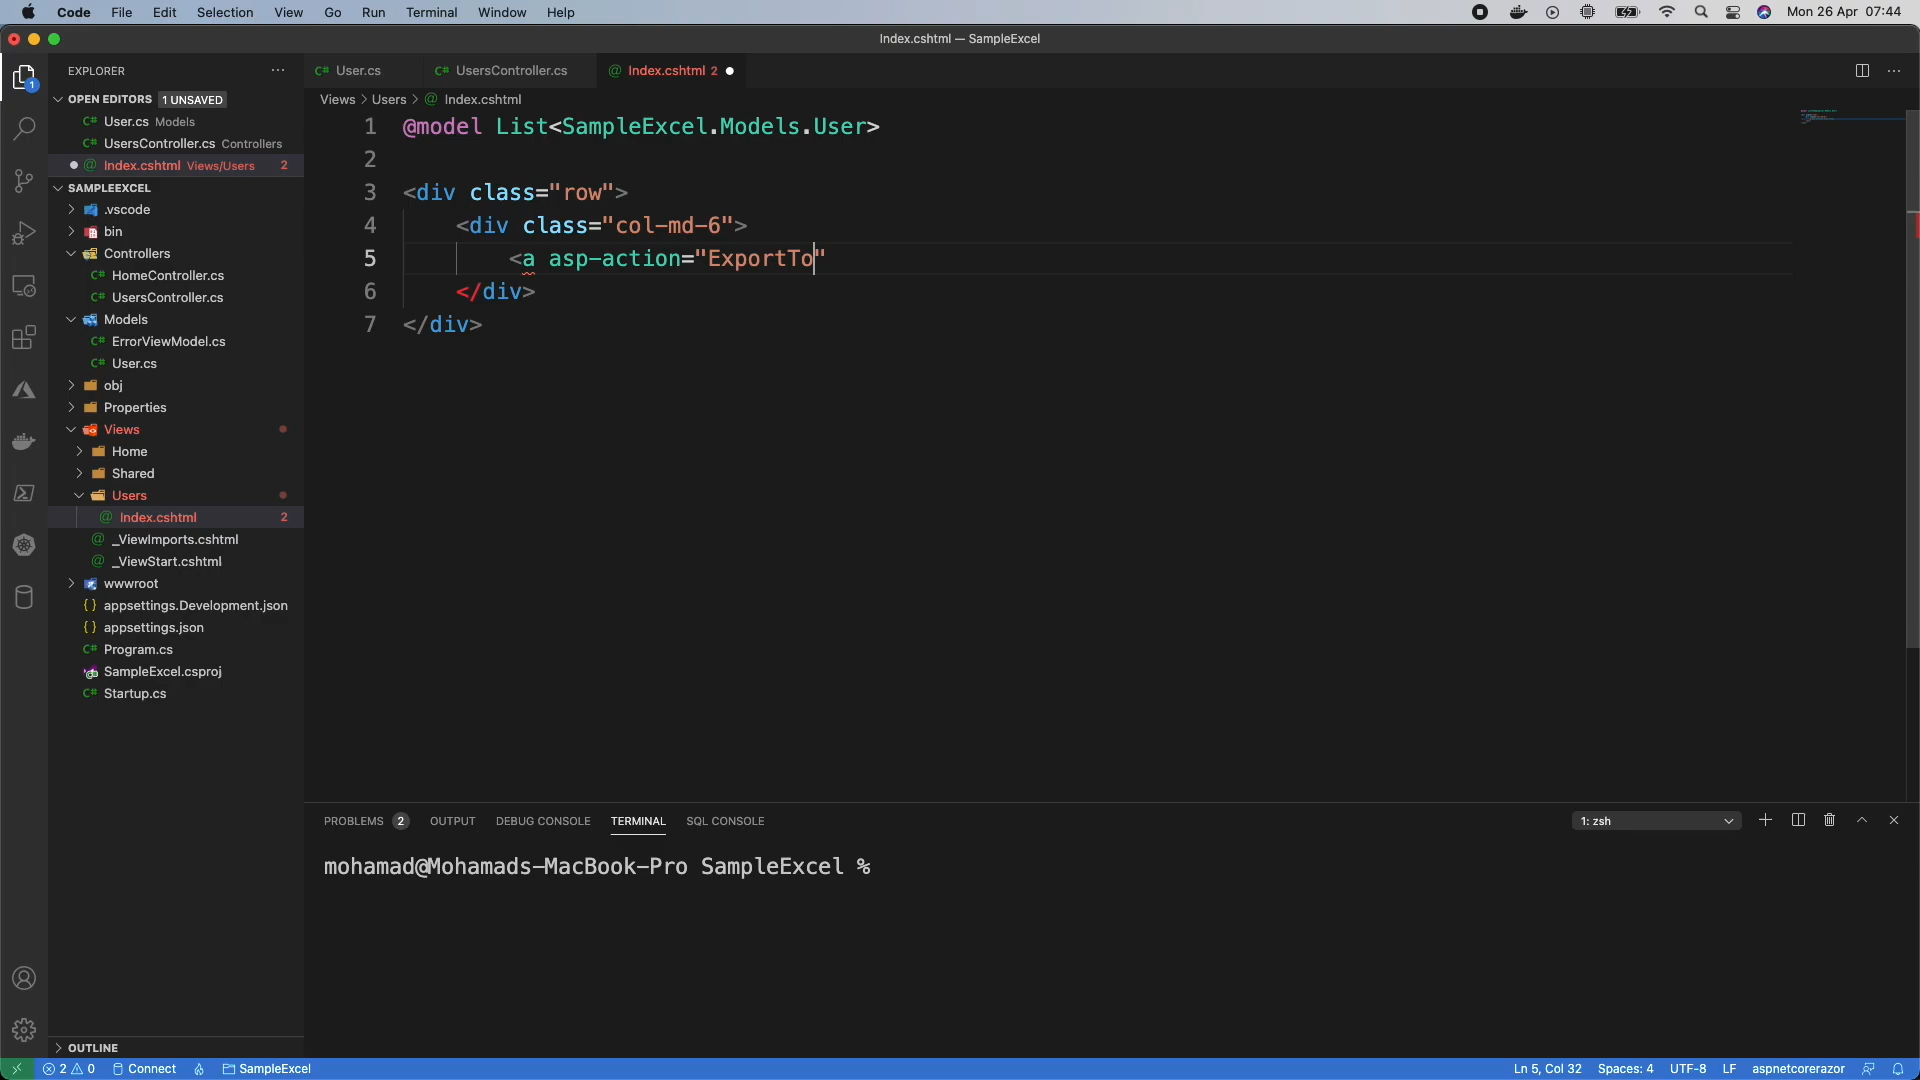 Code File Edit Selection View Go Run Terminal Window Help Mon 26 Apr 07:44
Index.cshtml — SampleExcel
EXPLORER
OPEN EDITORS 1 UNSAVED
C# User.cs Models
C# UsersController.cs Controllers
@ Index.cshtml Views/Users 2
SAMPLEEXCEL
.vscode
bin
Controllers
C# HomeController.cs
C# UsersController.cs
Models
C# ErrorViewModel.cs
C# User.cs
obj
Properties
Views
Home
Shared
Users
@ Index.cshtml 2
@ _ViewImports.cshtml
@ _ViewStart.cshtml
wwwroot
{ } appsettings.Development.json
{ } appsettings.json
C# Program.cs
SampleExcel.csproj
C# Startup.cs
OUTLINE
C# User.cs C# UsersController.cs @ Index.cshtml 2
Views > Users > @ Index.cshtml
1 @model List<SampleExcel.Models.User>
2
3 <div class="row">
4 <div class="col-md-6">
5 <a asp-action="ExportTo"
6 </div>
7 </div>
PROBLEMS 2 OUTPUT DEBUG CONSOLE TERMINAL SQL CONSOLE 1: zsh
mohamad@Mohamads-MacBook-Pro SampleExcel %
1
2 0 Connect SampleExcel Ln 5, Col 32 Spaces: 4 UTF-8 LF aspnetcorerazor